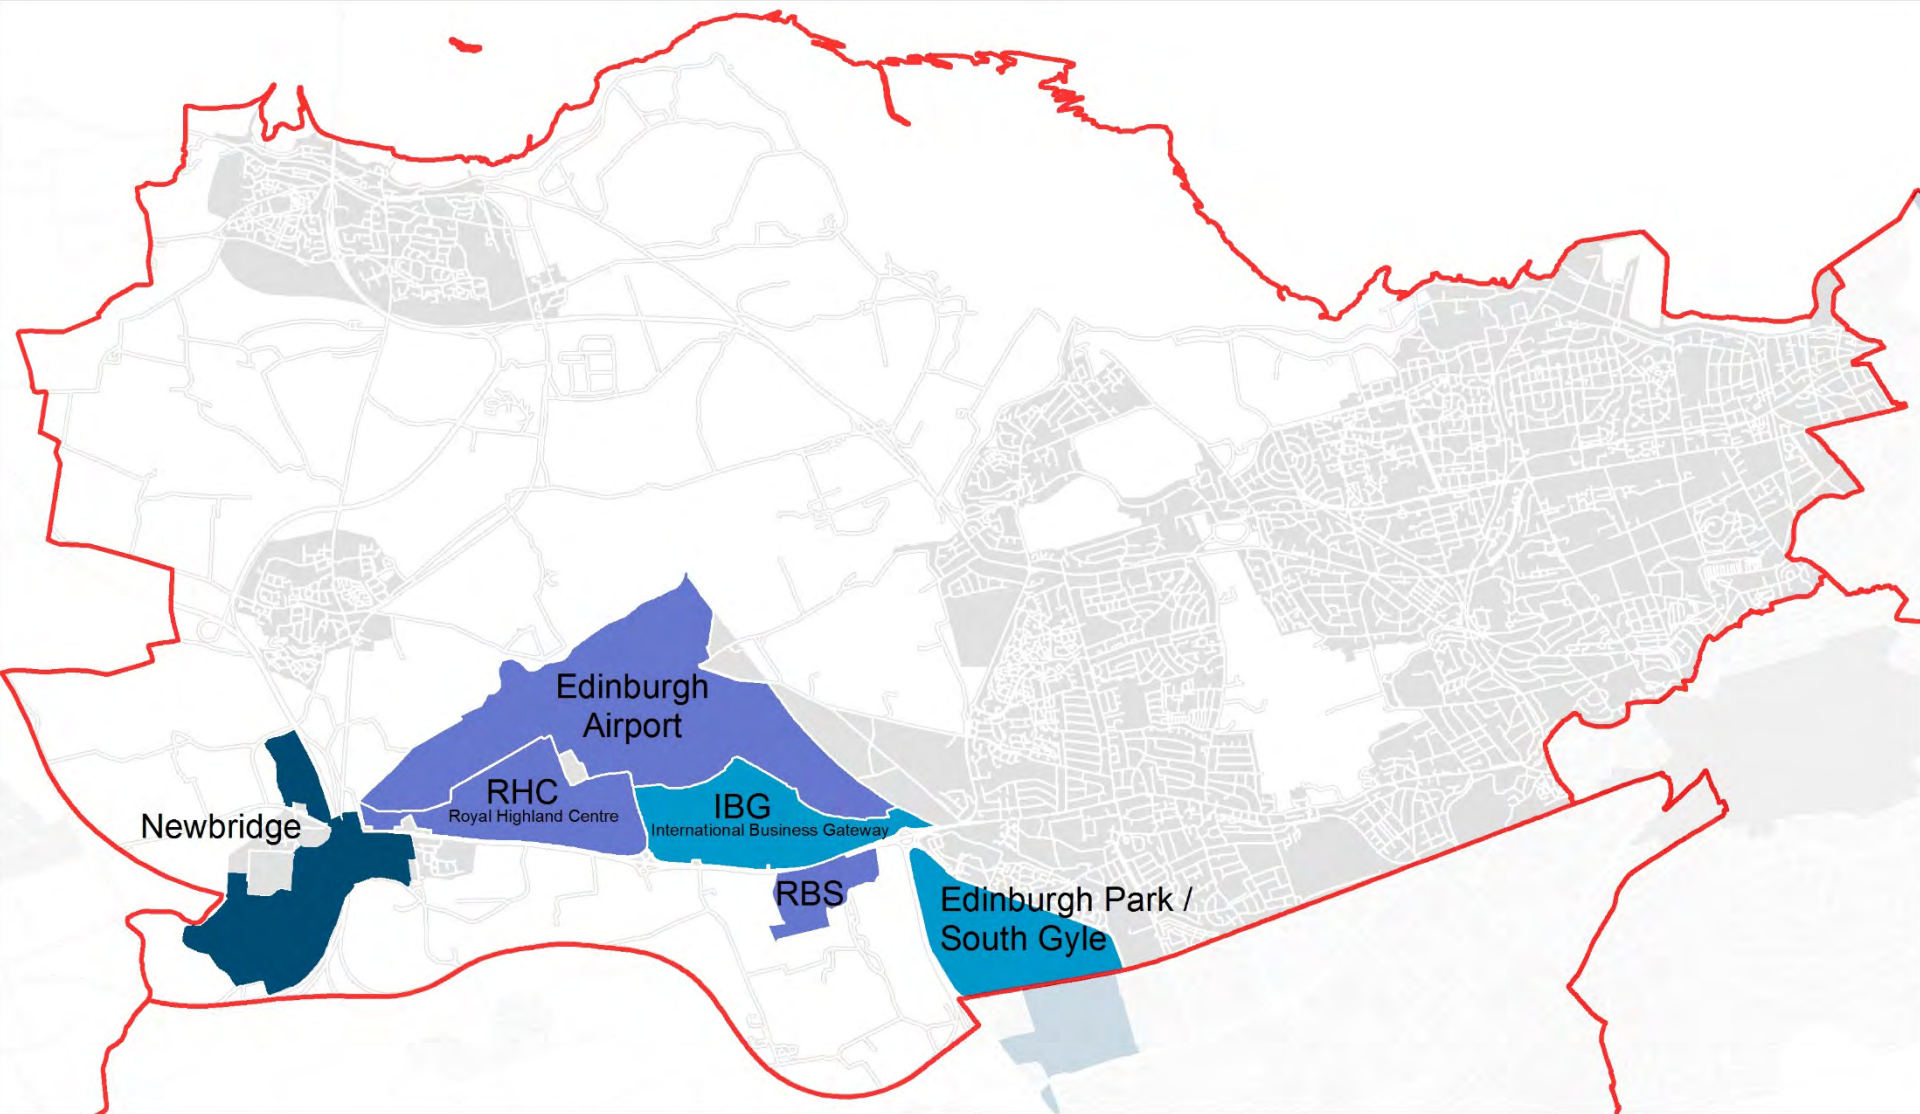 Edinburgh
Airport
RHC
Royal Highland Centre
IBG
International Business Gateway
Newbridge
RBS
Edinburgh Park /
South Gyle